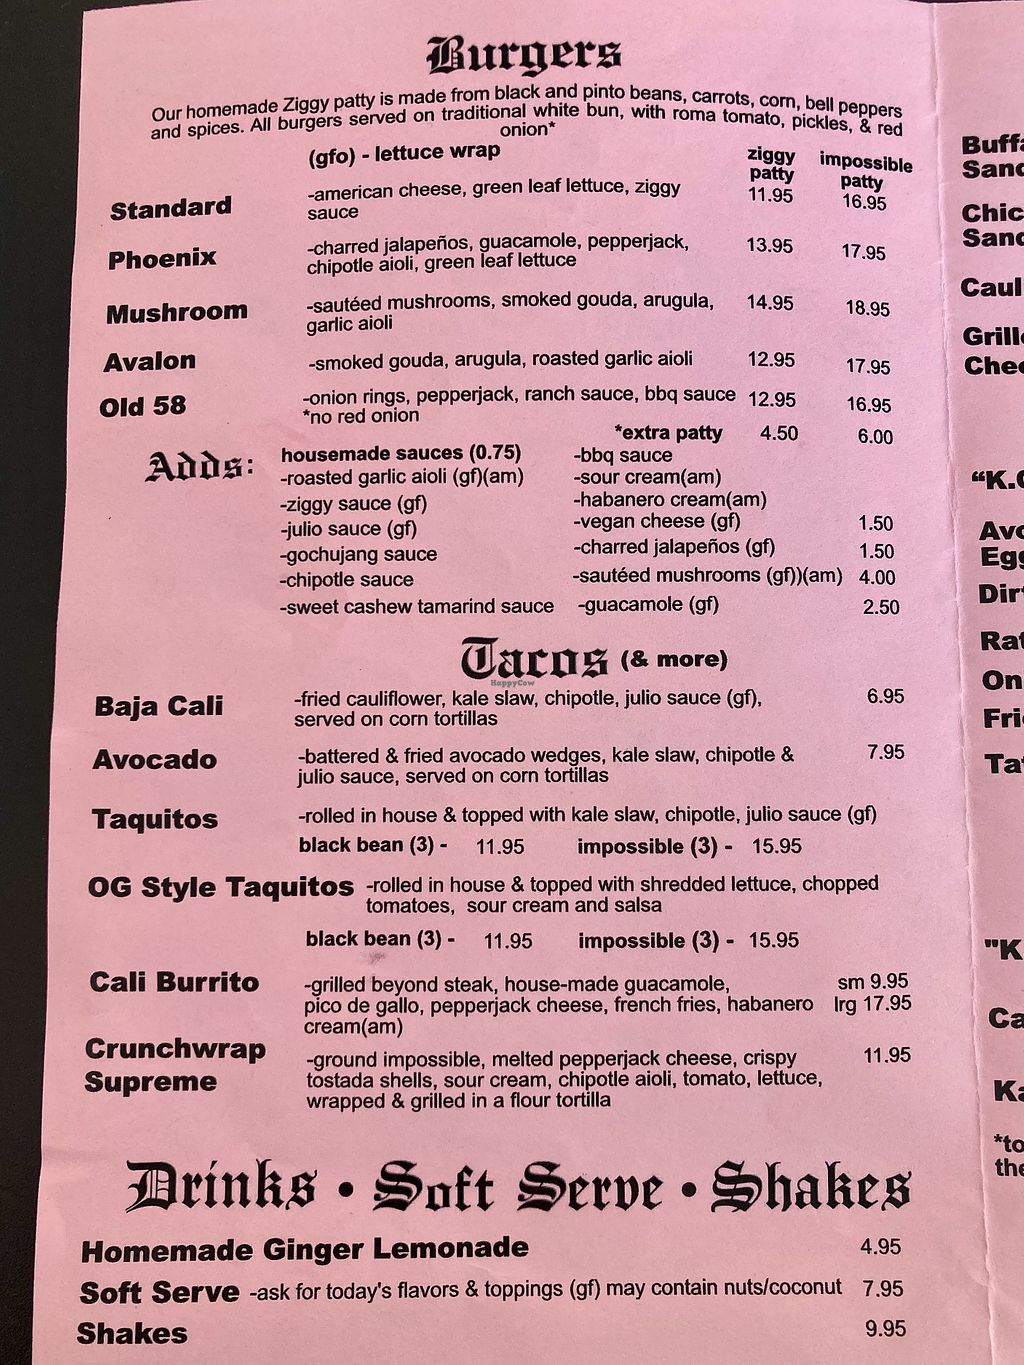 Burgers
Our homemade Ziggy patty is made from black and pinto beans, carrots, corn, bell peppers
and spices. All burgers served on traditional white bun, with roma tomato, pickles, & red
onion*
(gfo) - lettuce wrap
ziggy patty
impossible patty
Standard -american cheese, green leaf lettuce, ziggy 11.95 16.95
sauce
Phoenix -charred jalapeños, guacamole, pepperjack, 13.95 17.95
chipotle aioli, green leaf lettuce
Mushroom -sautéed mushrooms, smoked gouda, arugula, 14.95 18.95
garlic aioli
Avalon -smoked gouda, arugula, roasted garlic aioli 12.95 17.95
Old 58 -onion rings, pepperjack, ranch sauce, bbq sauce 12.95 16.95
*no red onion
*extra patty 4.50 6.00
Adds:
housemade sauces (0.75)
-roasted garlic aioli (gf)(am)
-ziggy sauce (gf)
-julio sauce (gf)
-gochujang sauce
-chipotle sauce
-sweet cashew tamarind sauce
-bbq sauce
-sour cream(am)
-habanero cream(am)
-vegan cheese (gf) 1.50
-charred jalapeños (gf) 1.50
-sautéed mushrooms (gf))(am) 4.00
-guacamole (gf) 2.50
Tacos (& more)
HappyCow
Baja Cali -fried cauliflower, kale slaw, chipotle, julio sauce (gf), 6.95
served on corn tortillas
Avocado -battered & fried avocado wedges, kale slaw, chipotle & 7.95
julio sauce, served on corn tortillas
Taquitos -rolled in house & topped with kale slaw, chipotle, julio sauce (gf)
black bean (3) - 11.95 impossible (3) - 15.95
OG Style Taquitos -rolled in house & topped with shredded lettuce, chopped
tomatoes, sour cream and salsa
black bean (3) - 11.95 impossible (3) - 15.95
Cali Burrito -grilled beyond steak, house-made guacamole, sm 9.95
pico de gallo, pepperjack cheese, french fries, habanero lrg 17.95
cream(am)
Crunchwrap
Supreme
-ground impossible, melted pepperjack cheese, crispy 11.95
tostada shells, sour cream, chipotle aioli, tomato, lettuce,
wrapped & grilled in a flour tortilla
Drinks • Soft Serve • Shakes
Homemade Ginger Lemonade 4.95
Soft Serve -ask for today's flavors & toppings (gf) may contain nuts/coconut 7.95
Shakes 9.95